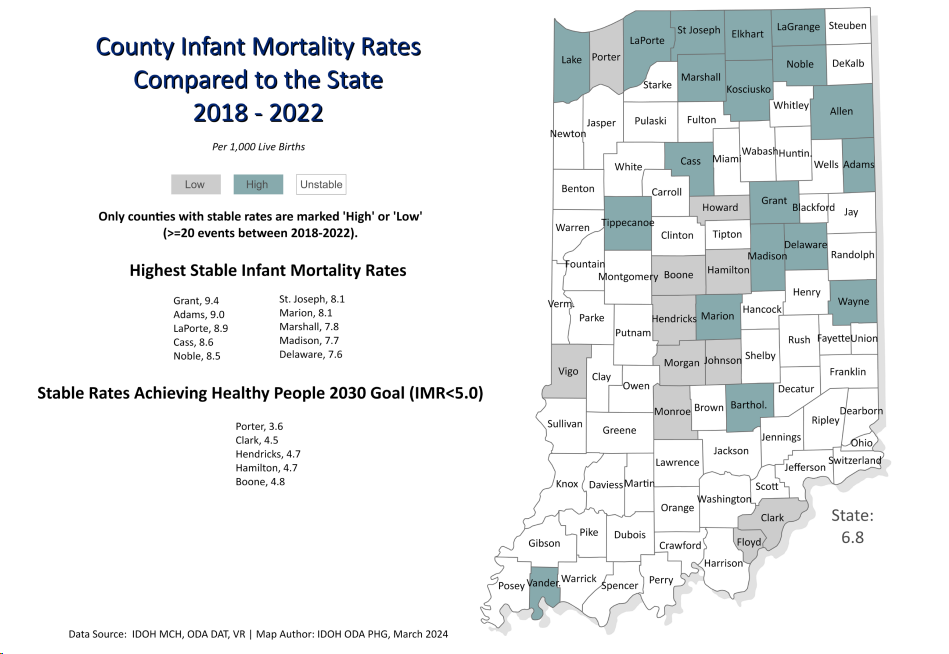 County Infant Mortality Rates
Compared to the State
2018 - 2022
Per 1,000 Live Births
Low
High
Unstable
Only counties with stable rates are marked 'High' or 'Low'
(>=20 events between 2018-2022).
Highest Stable Infant Mortality Rates
Grant, 9.4
Adams, 9.0
LaPorte, 8.9
Cass, 8.6
Noble, 8.5
St. Joseph, 8.1
Marion, 8.1
Marshall, 7.8
Madison, 7.7
Delaware, 7.6
Stable Rates Achieving Healthy People 2030 Goal (IMR<5.0)
Porter, 3.6
Clark, 4.5
Hendricks, 4.7
Hamilton, 4.7
Boone, 4.8
Data Source: IDOH MCH, ODA DAT, VR | Map Author: IDOH ODA PHG, March 2024
Lake
Porter
LaPorte
St Joseph
Elkhart
LaGrange
Steuben
Noble
DeKalb
Starke
Marshall
Kosciusko
Whitley
Allen
Newton
Jasper
Pulaski
Fulton
White
Cass
Miami
Wabash
Huntin.
Wells
Adams
Benton
Carroll
Howard
Grant
Blackford
Jay
Warren
Tippecanoe
Clinton
Tipton
Madison
Delaware
Randolph
Fountain
Montgomery
Boone
Hamilton
Henry
Wayne
Verm.
Parke
Putnam
Hendricks
Marion
Hancock
Rush
Fayette
Union
Vigo
Clay
Owen
Morgan
Johnson
Shelby
Franklin
Decatur
Sullivan
Greene
Monroe
Brown
Barthol.
Jennings
Ripley
Dearborn
Ohio
Switzerland
Jefferson
Jackson
Lawrence
Knox
Daviess
Martin
Orange
Washington
Scott
Clark
Floyd
Gibson
Pike
Dubois
Crawford
Harrison
Posey
Vander.
Warrick
Spencer
Perry
State:
6.8